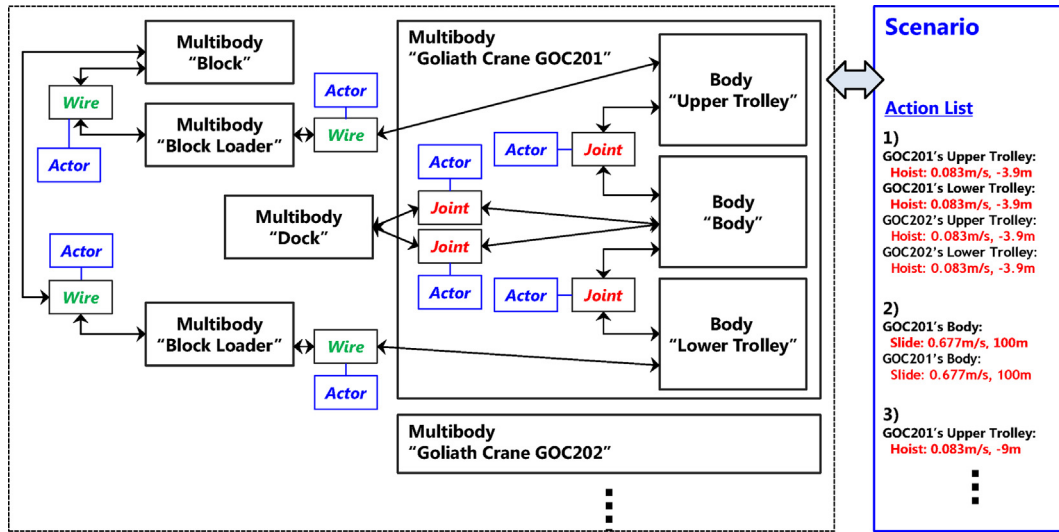 Multibody
"Block"
Wire
Actor
Multibody
"Block Loader"
Actor
Wire
Multibody
"Dock"
Actor
Wire
Multibody
"Block Loader"
Wire
Actor
Multibody
"Goliath Crane GOC201"
Body
"Upper Trolley"
Actor
Joint
Actor
Joint
Joint
Actor
Body
"Body"
Actor
Joint
Body
"Lower Trolley"
Multibody
"Goliath Crane GOC202"
Scenario
Action List
1)
GOC201's Upper Trolley:
Hoist: 0.083m/s, -3.9m
GOC201's Lower Trolley:
Hoist: 0.083m/s, -3.9m
GOC202's Upper Trolley:
Hoist: 0.083m/s, -3.9m
GOC202's Lower Trolley:
Hoist: 0.083m/s, -3.9m
2)
GOC201's Body:
Slide: 0.677m/s, 100m
GOC201's Body:
Slide: 0.677m/s, 100m
3)
GOC201's Upper Trolley:
Hoist: 0.083m/s, -9m